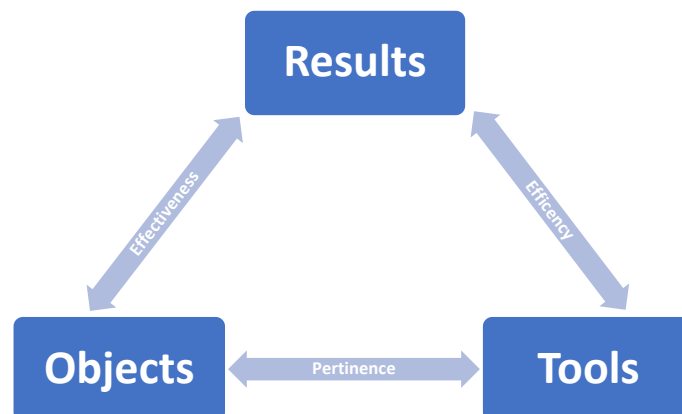 Results
Effectiveness
Efficency
Objects
Pertinence
Tools